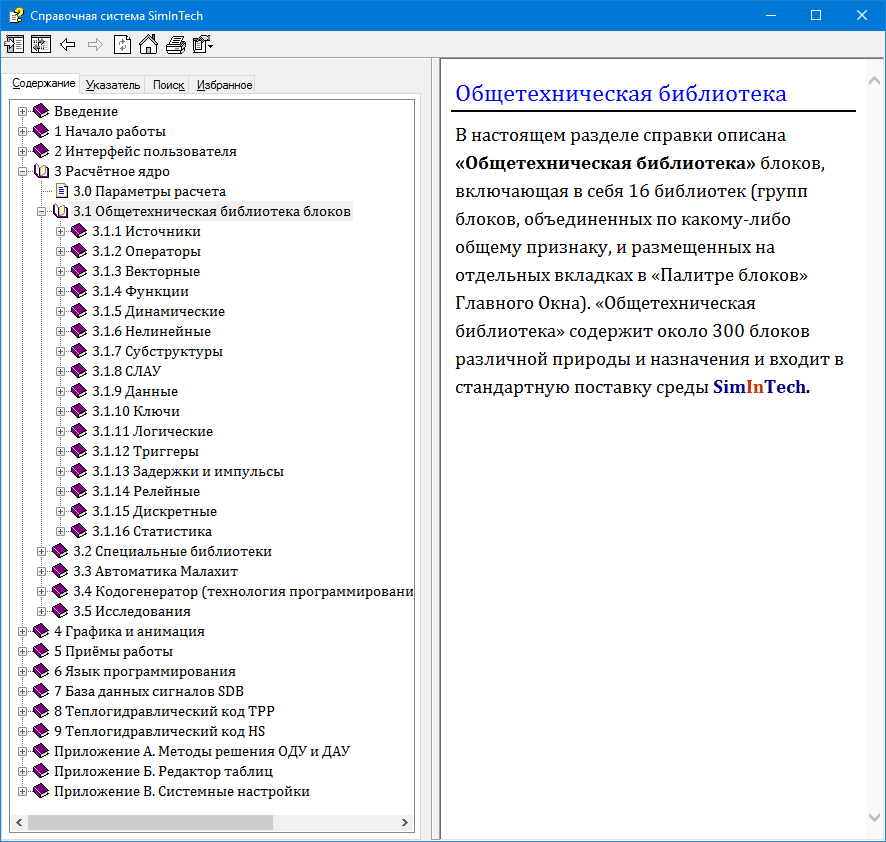 Справочная система SimInTech
Содержание Указатель Поиск Избранное
Введение
1 Начало работы
2 Интерфейс пользователя
3 Расчётное ядро
3.0 Параметры расчета
3.1 Общетехническая библиотека блоков
3.1.1 Источники
3.1.2 Операторы
3.1.3 Векторные
3.1.4 Функции
3.1.5 Динамические
3.1.6 Нелинейные
3.1.7 Субструктуры
3.1.8 СЛАУ
3.1.9 Данные
3.1.10 Ключи
3.1.11 Логические
3.1.12 Триггеры
3.1.13 Задержки и импульсы
3.1.14 Релейные
3.1.15 Дискретные
3.1.16 Статистика
3.2 Специальные библиотеки
3.3 Автоматика Малахит
3.4 Кодогенератор (технология программировани
3.5 Исследования
4 Графика и анимация
5 Приёмы работы
6 Язык программирования
7 База данных сигналов SDB
8 Теплогидравлический код TPP
9 Теплогидравлический код HS
Приложение А. Методы решения ОДУ и ДАУ
Приложение Б. Редактор таблиц
Приложение В. Системные настройки
Общетехническая библиотека
В настоящем разделе справки описана
«Общетехническая библиотека» блоков,
включающая в себя 16 библиотек (групп
блоков, объединенных по какому-либо
общему признаку, и размещенных на
отдельных вкладках в «Палитре блоков»
Главного Окна). «Общетехническая
библиотека» содержит около 300 блоков
различной природы и назначения и входит в
стандартную поставку среды SimInTech.